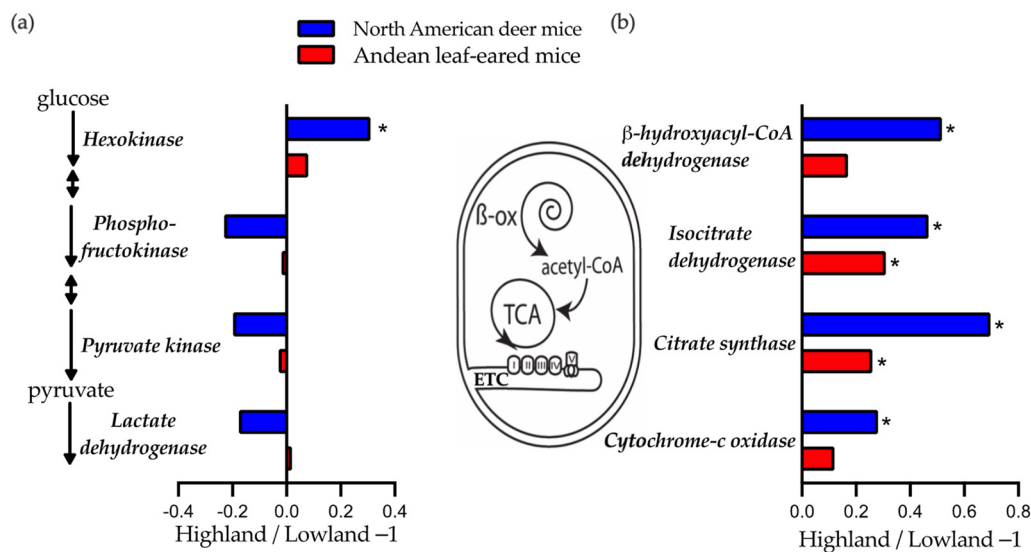 (a)
North American deer mice
Andean leaf-eared mice
(b)
glucose
Hexokinase
Phospho-
fructokinase
Pyruvate kinase
pyruvate
Lactate
dehydrogenase
*
-0.4 -0.2 0.0 0.2 0.4
Highland / Lowland –1
ß-ox
acetyl-CoA
TCA
I II III IV V
ETC
β-hydroxyacyl-CoA
dehydrogenase
*
Isocitrate
dehydrogenase
*
*
Citrate synthase
*
*
Cytochrome-c oxidase
*
0.0 0.2 0.4 0.6 0.8
Highland / Lowland –1